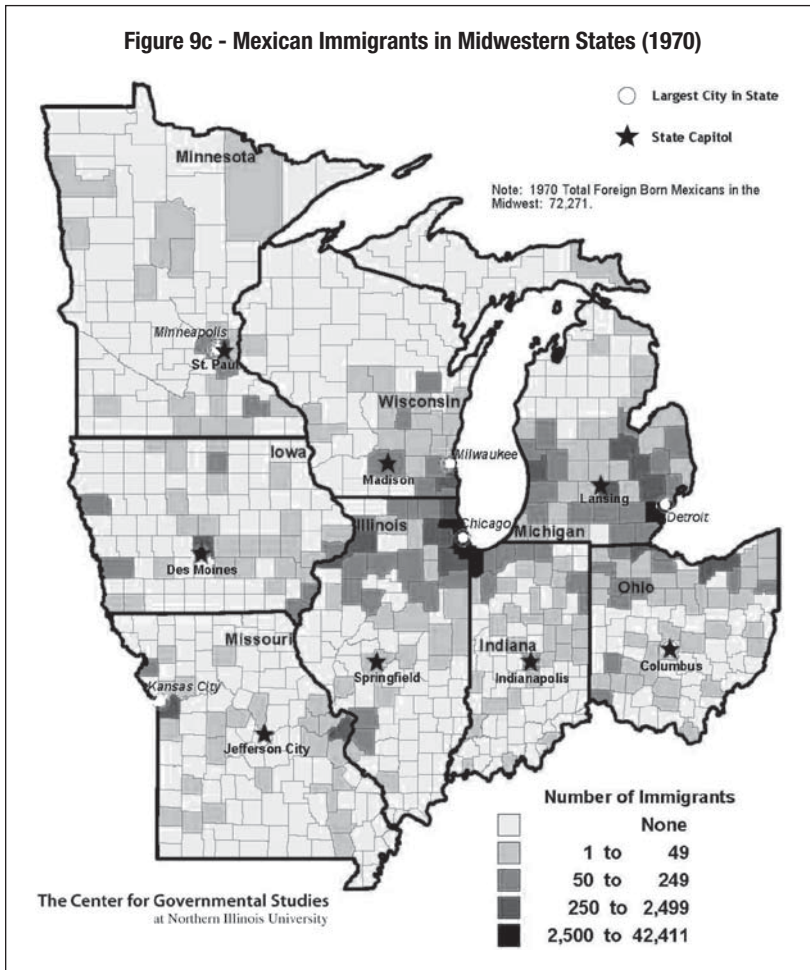 Figure 9c - Mexican Immigrants in Midwestern States (1970)
Largest City in State
State Capitol
Note: 1970 Total Foreign Born Mexicans in the
Midwest: 72,271.
Minnesota
Minneapolis
St. Paul
Wisconsin
Iowa
Madison
Milwaukee
Lansing
Detroit
Illinois
Chicago
Michigan
Des Moines
Ohio
Missouri
Indiana
Springfield
Indianapolis
Columbus
Kansas City
Jefferson City
Number of Immigrants
None
1 to 49
50 to 249
250 to 2,499
2,500 to 42,411
The Center for Governmental Studies
at Northern Illinois University